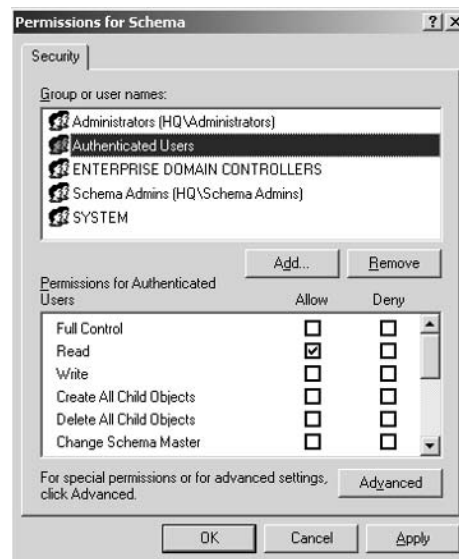 Permissions for Schema
Security
Group or user names:
Administrators (HQ\Administrators)
Authenticated Users
ENTERPRISE DOMAIN CONTROLLERS
Schema Admins (HQ\Schema Admins)
SYSTEM
Add... Remove
Permissions for Authenticated
Users Allow Deny
Full Control
Read
Write
Create All Child Objects
Delete All Child Objects
Change Schema Master
For special permissions or for advanced settings,
click Advanced. Advanced
OK Cancel Apply